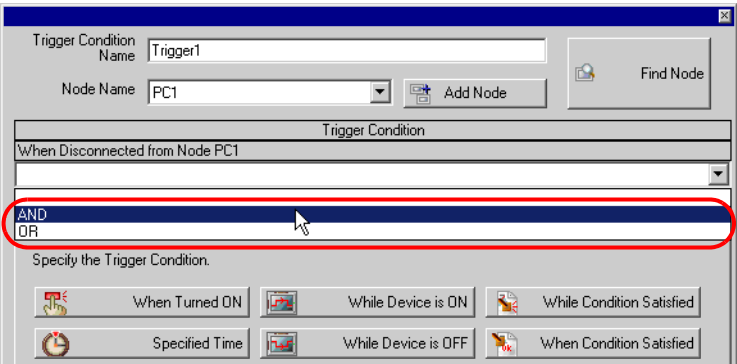 Trigger Condition
Name
Trigger1
Node Name
PC1
Add Node
Find Node
Trigger Condition
When Disconnected from Node PC1
AND
OR
Specify the Trigger Condition.
When Turned ON
While Device is ON
While Condition Satisfied
Specified Time
While Device is OFF
When Condition Satisfied